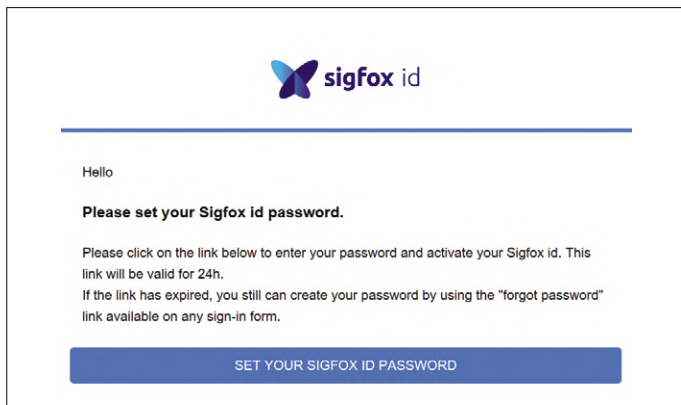 sigfox id
Hello
Please set your Sigfox id password.
Please click on the link below to enter your password and activate your Sigfox id. This
link will be valid for 24h.
If the link has expired, you still can create your password by using the "forgot password"
link available on any sign-in form.
SET YOUR SIGFOX ID PASSWORD